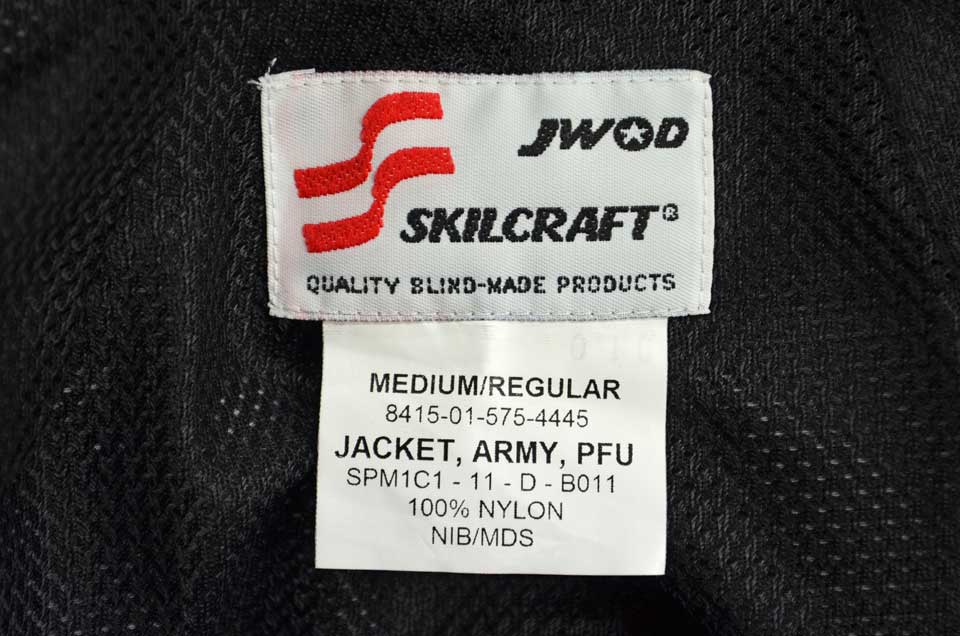 JWOD
SKILCRAFT®
QUALITY BLIND-MADE PRODUCTS
MEDIUM/REGULAR
8415-01-575-4445
JACKET, ARMY, PFU
SPM1C1 - 11 - D - B011
100% NYLON
NIB/MDS